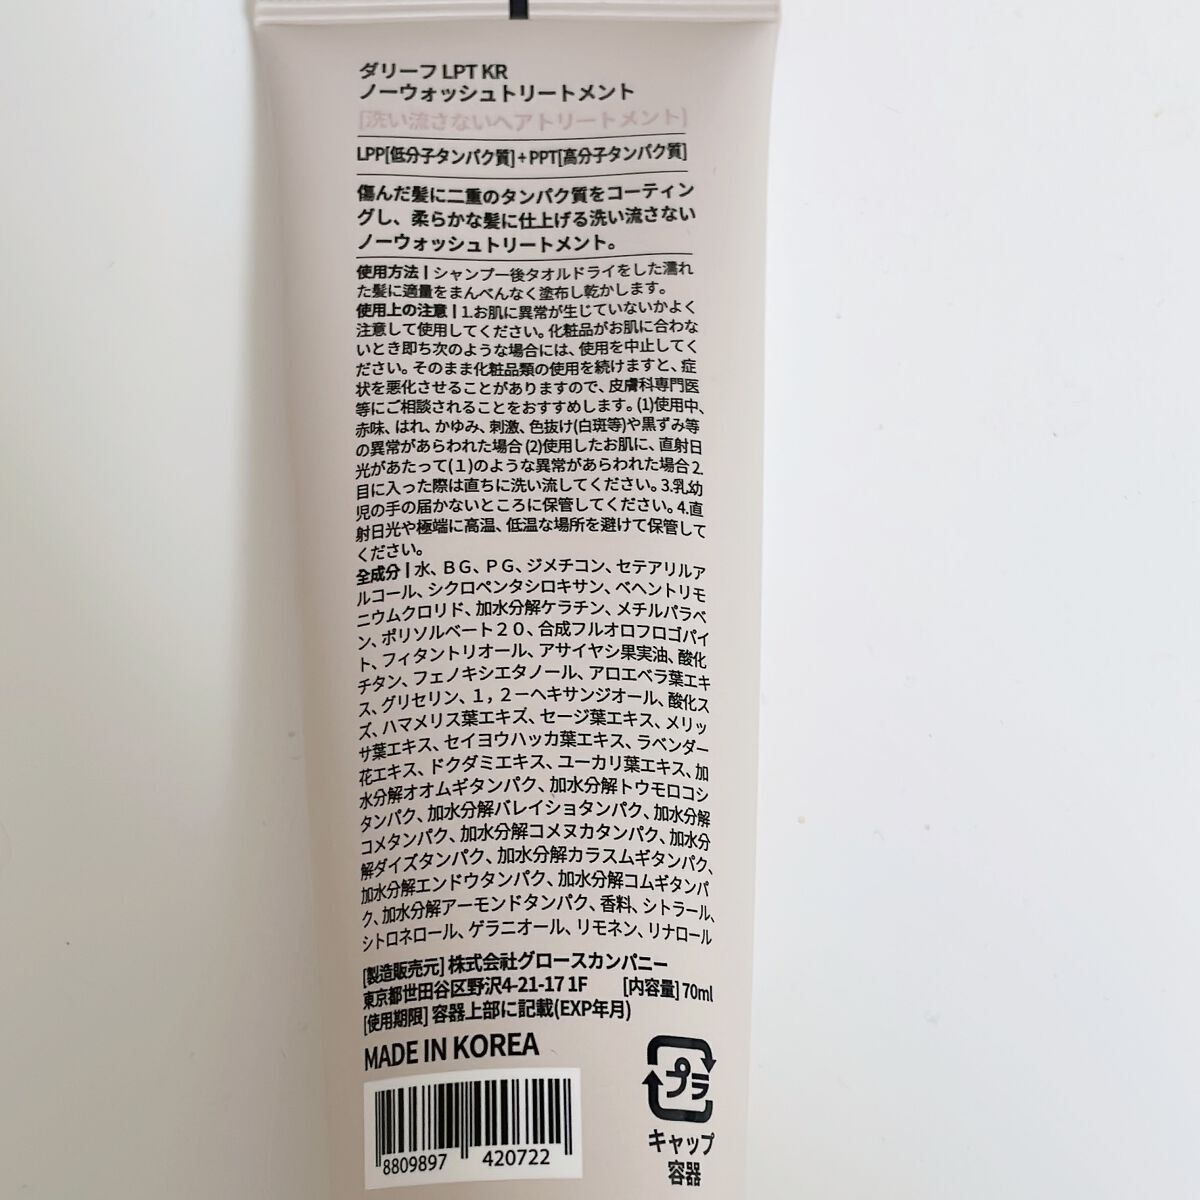 ダリーフ LPT KR
ノーウォッシュトリートメント
[洗い流さないヘアトリートメント]
LPP[低分子タンパク質]+PPT[高分子タンパク質]
傷んだ髪に二重のタンパク質をコーティン
グし、柔らかな髪に仕上げる洗い流さない
ノーウォッシュトリートメント。
使用方法 | シャンプー後タオルドライをした濡れ
た髪に適量をまんべんなく塗布し乾かします。
使用上の注意 | 1.お肌に異常が生じていないかよく
注意して使用してください。化粧品がお肌に合わな
いとき即ち次のような場合には、使用を中止してく
ださい。そのまま化粧品類の使用を続けますと、症
状を悪化させることがありますので、皮膚科専門医
等にご相談されることをおすすめします。(1)使用中、
赤味、はれ、かゆみ、刺激、色抜け(白斑等)や黒ずみ等
の異常があらわれた場合 (2)使用したお肌に、直射日
光があたって(1)のような異常があらわれた場合 2.
目に入った際は直ちに洗い流してください。3.乳幼
児の手の届かないところに保管してください。4.直
射日光や極端に高温、低温な場所を避けて保管して
ください。
全成分 | 水、BG、PG、ジメチコン、セテアリルア
ルコール、シクロペンタシロキサン、ベヘントリモ
ニウムクロリド、加水分解ケラチン、メチルパラベ
ン、ポリソルベート20、合成フルオロフロゴパイ
ト、フィタントリオール、アサイヤシ果実油、酸化
チタン、フェノキシエタノール、アロエベラ葉エキ
ス、グリセリン、1,2－ヘキサンジオール、酸化ス
ズ、ハマメリス葉エキズ、セージ葉エキス、メリッ
サ葉エキス、セイヨウハッカ葉エキス、ラベンダー
花エキス、ドクダミエキス、ユーカリ葉エキス、加
水分解オオムギタンパク、加水分解トウモロコシ
タンパク、加水分解バレイショタンパク、加水分解
コメタンパク、加水分解コメヌカタンパク、加水分
解ダイズタンパク、加水分解カラスムギタンパク、
加水分解エンドウタンパク、加水分解コムギタンパ
ク、加水分解アーモンドタンパク、香料、シトラール、
シトロネロール、ゲラニオール、リモネン、リナロール
[製造販売元] 株式会社グロースカンパニー
東京都世田谷区野沢4-21-17 1F [内容量] 70ml
[使用期限] 容器上部に記載(EXP年月)
MADE IN KOREA
プラ
キャップ
容器
8809897 420722